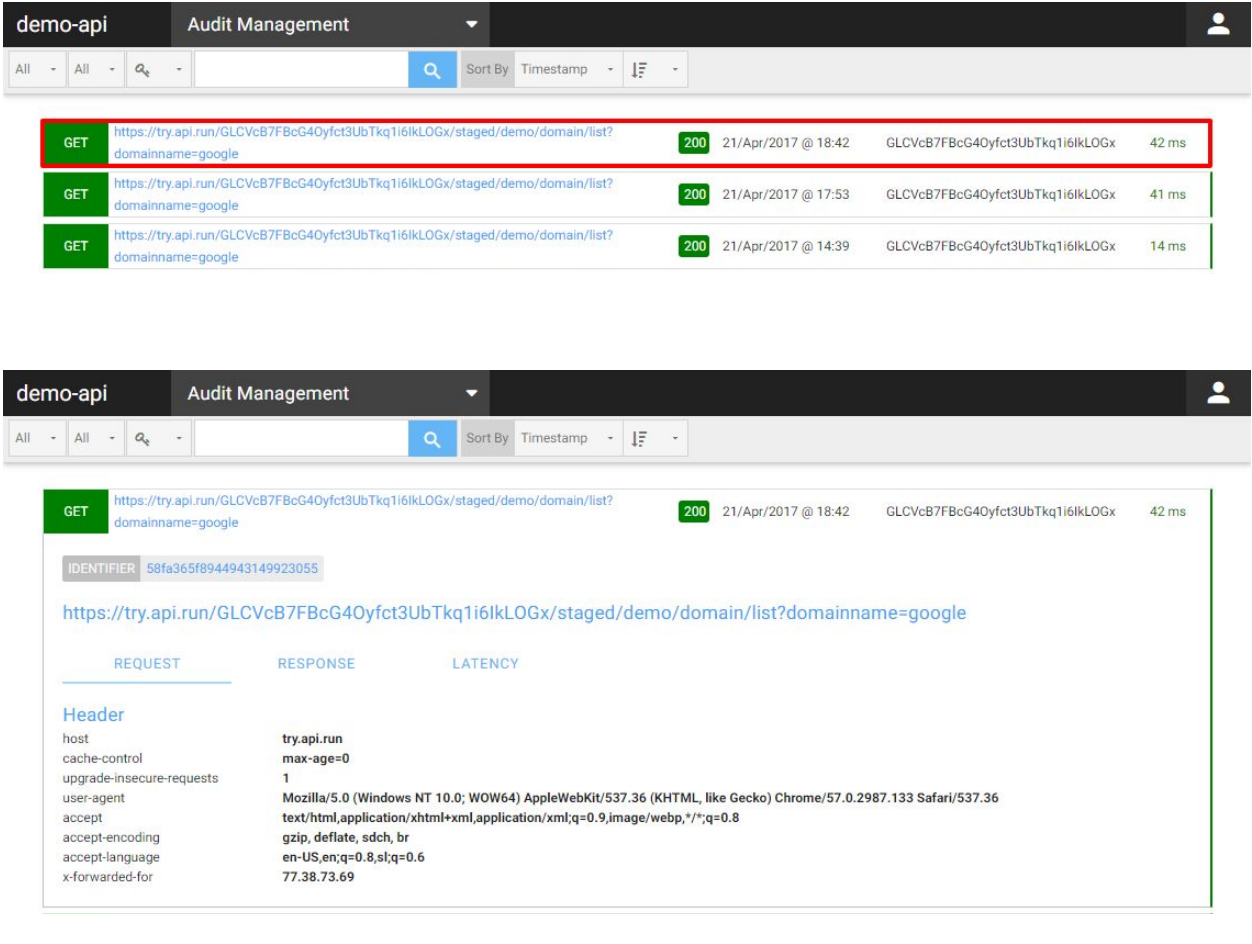 demo-api Audit Management
All All Sort By Timestamp
GET https://try.api.run/GLCVcB7FBcG4Oyfct3UbTkq1i6IkLOGx/staged/demo/domain/list? 200 21/Apr/2017 @ 18:42 GLCVcB7FBcG4Oyfct3UbTkq1i6IkLOGx 42 ms
domainname=google
GET https://try.api.run/GLCVcB7FBcG4Oyfct3UbTkq1i6IkLOGx/staged/demo/domain/list? 200 21/Apr/2017 @ 17:53 GLCVcB7FBcG4Oyfct3UbTkq1i6IkLOGx 41 ms
domainname=google
GET https://try.api.run/GLCVcB7FBcG4Oyfct3UbTkq1i6IkLOGx/staged/demo/domain/list? 200 21/Apr/2017 @ 14:39 GLCVcB7FBcG4Oyfct3UbTkq1i6IkLOGx 14 ms
domainname=google
demo-api Audit Management
All All Sort By Timestamp
GET https://try.api.run/GLCVcB7FBcG4Oyfct3UbTkq1i6IkLOGx/staged/demo/domain/list? 200 21/Apr/2017 @ 18:42 GLCVcB7FBcG4Oyfct3UbTkq1i6IkLOGx 42 ms
domainname=google
IDENTIFIER 58fa365f8944943149923055
https://try.api.run/GLCVcB7FBcG4Oyfct3UbTkq1i6IkLOGx/staged/demo/domain/list?domainname=google
REQUEST RESPONSE LATENCY
Header
host try.api.run
cache-control max-age=0
upgrade-insecure-requests 1
user-agent Mozilla/5.0 (Windows NT 10.0; WOW64) AppleWebKit/537.36 (KHTML, like Gecko) Chrome/57.0.2987.133 Safari/537.36
accept text/html,application/xhtml+xml,application/xml;q=0.9,image/webp,*/*;q=0.8
accept-encoding gzip, deflate, sdch, br
accept-language en-US,en;q=0.8,sl;q=0.6
x-forwarded-for 77.38.73.69